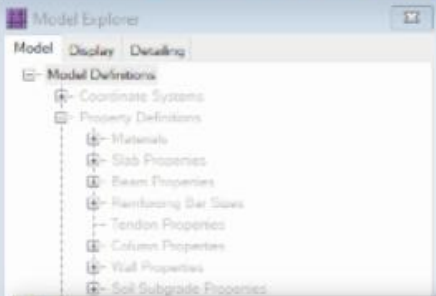 Model Explorer
Model Display Detailing
Model Definitions
Coordinate Systems
Property Definitions
Materials
Slab Properties
Beam Properties
Reinforcing Bar Sizes
Tendon Properties
Column Properties
Wall Properties
Soil Subgrade Properties